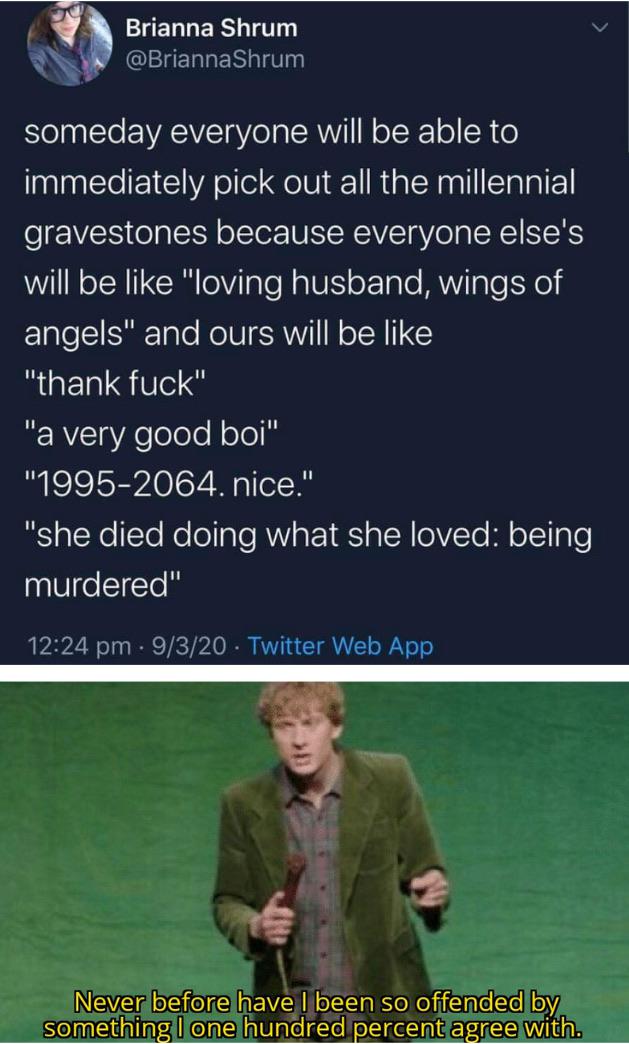 Brianna Shrum
@BriannaShrum
someday everyone will be able to
immediately pick out all the millennial
gravestones because everyone else's
will be like "loving husband, wings of
angels" and ours will be like
"thank fuck"
"a very good boi"
"1995-2064. nice."
"she died doing what she loved: being
murdered"
12:24 pm · 9/3/20 · Twitter Web App
Never before have I been so offended by
something I one hundred percent agree with.